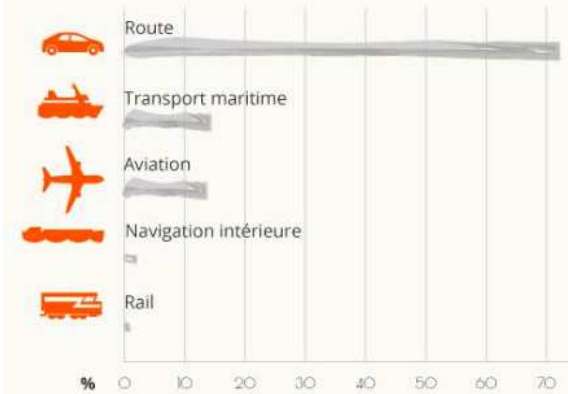 Route
Transport maritime
Aviation
Navigation intérieure
Rail
% 0 10 20 30 40 50 60 70